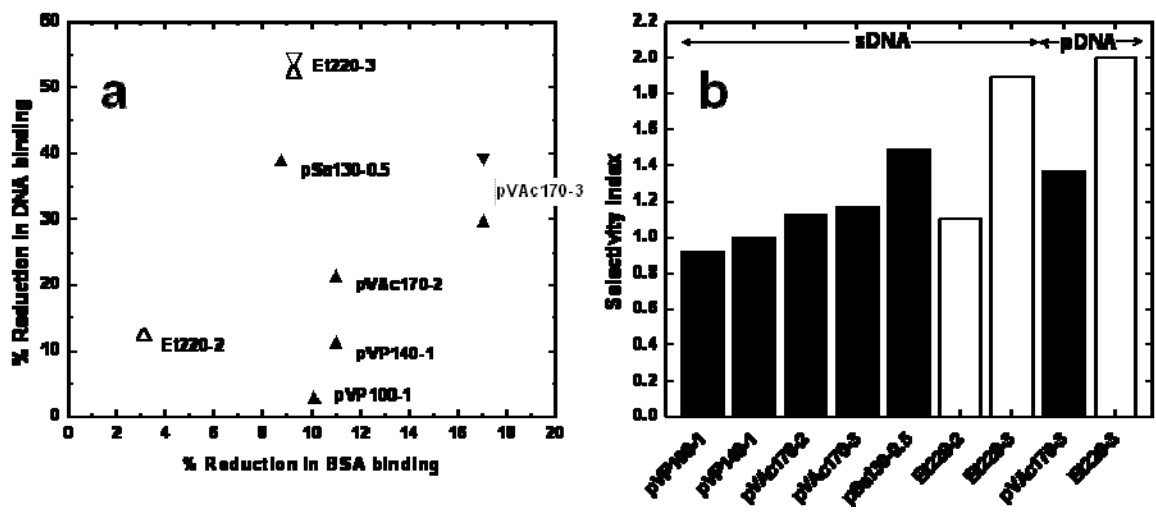 a
% Reduction in DNA binding
60
50
40
30
20
10
0
Et220-3
pSa130-0.5
pVAc170-3
pVAc170-2
Et220-2
pVP140-1
pVP100-1
0 2 4 6 8 10 12 14 16 18 20
% Reduction in BSA binding
b
Selectivity index
2.2
2.0
1.8
1.6
1.4
1.2
1.0
0.8
0.6
0.4
0.2
0.0
sDNA pDNA
pVP100-1
pVP140-1
pVAc170-2
pVAc170-3
pSa130-0.5
Et220-2
Et220-3
pVAc170-3
Et220-3